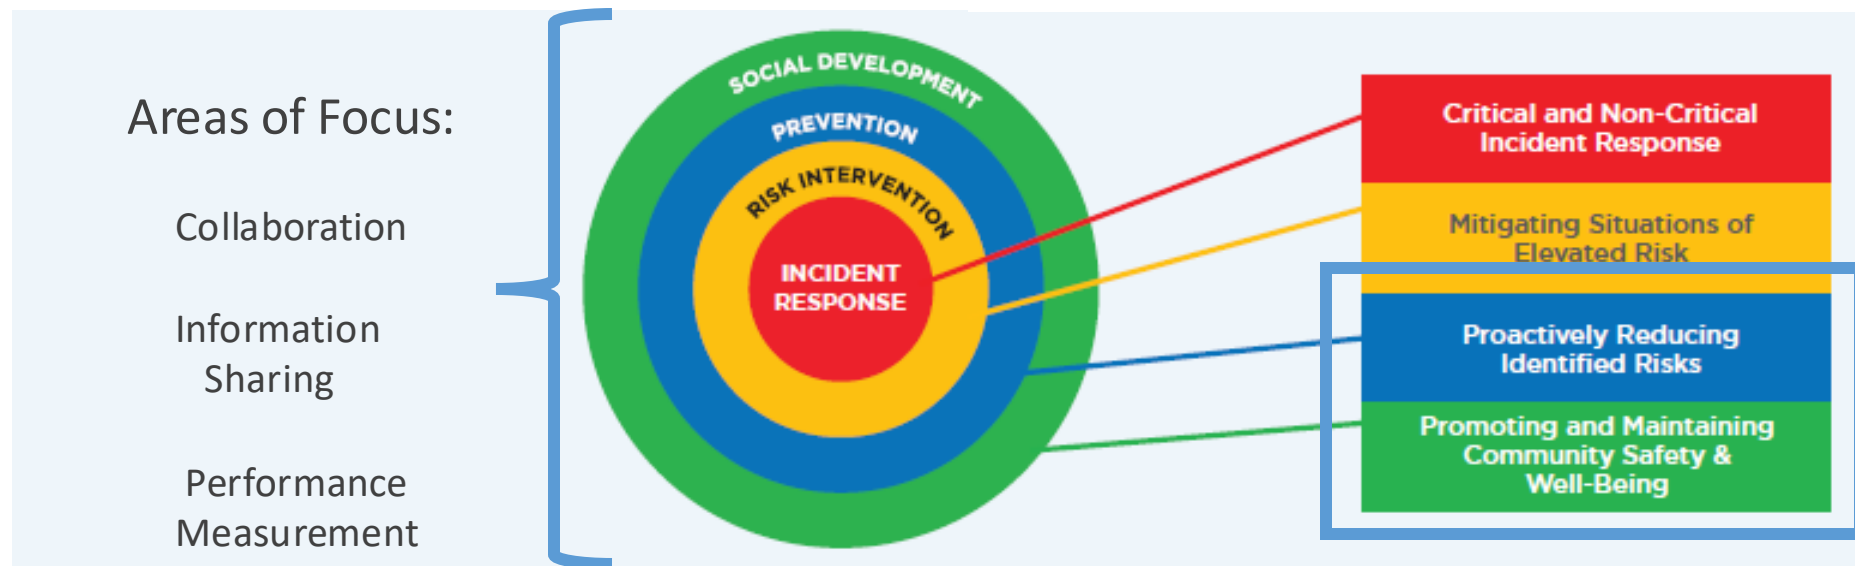 Areas of Focus:
Collaboration
Information
Sharing
Performance
Measurement
SOCIAL DEVELOPMENT
PREVENTION
RISK INTERVENTION
INCIDENT
RESPONSE
Critical and Non-Critical
Incident Response
Mitigating Situations of
Elevated Risk
Proactively Reducing
Identified Risks
Promoting and Maintaining
Community Safety &
Well-Being